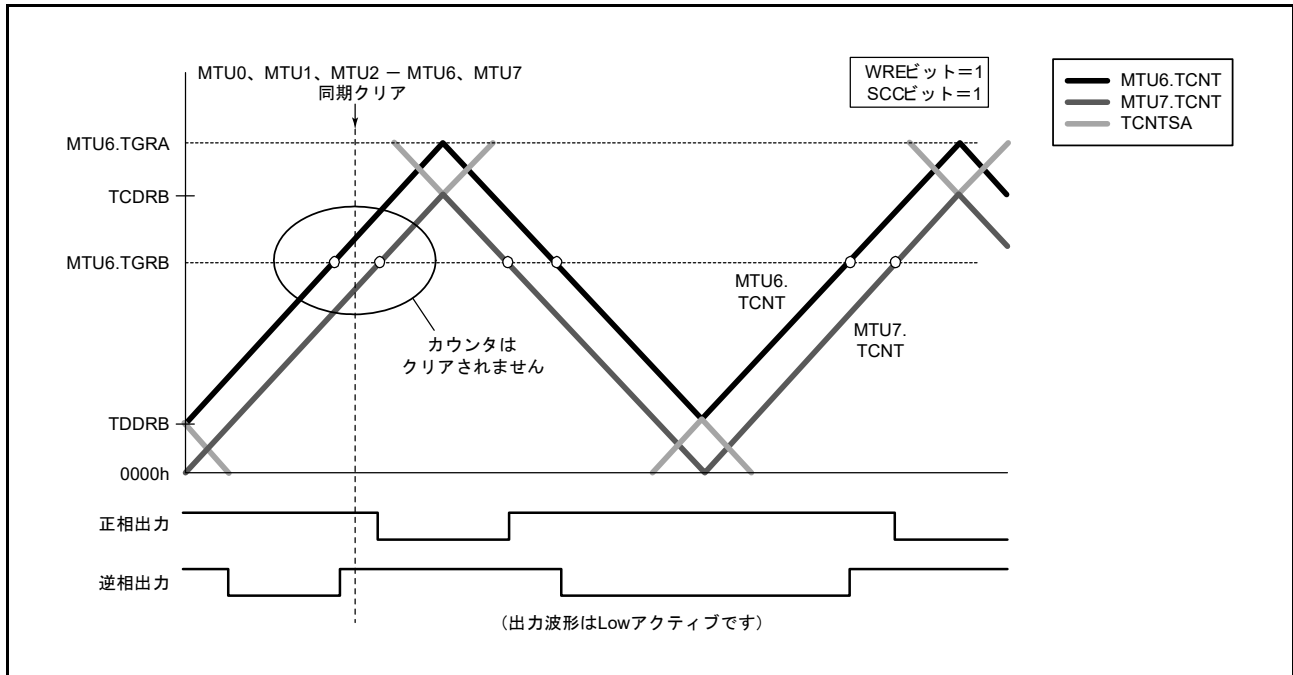 MTU0、MTU1、MTU2 － MTU6、MTU7
同期クリア
WREビット＝1
SCCビット＝1
MTU6.TCNT
MTU7.TCNT
TCNTSA
MTU6.TGRA
TCDRB
MTU6.TGRB
TDDRB
0000h
カウンタは
クリアされません
MTU6.
TCNT
MTU7.
TCNT
正相出力
逆相出力
（出力波形はLowアクティブです）